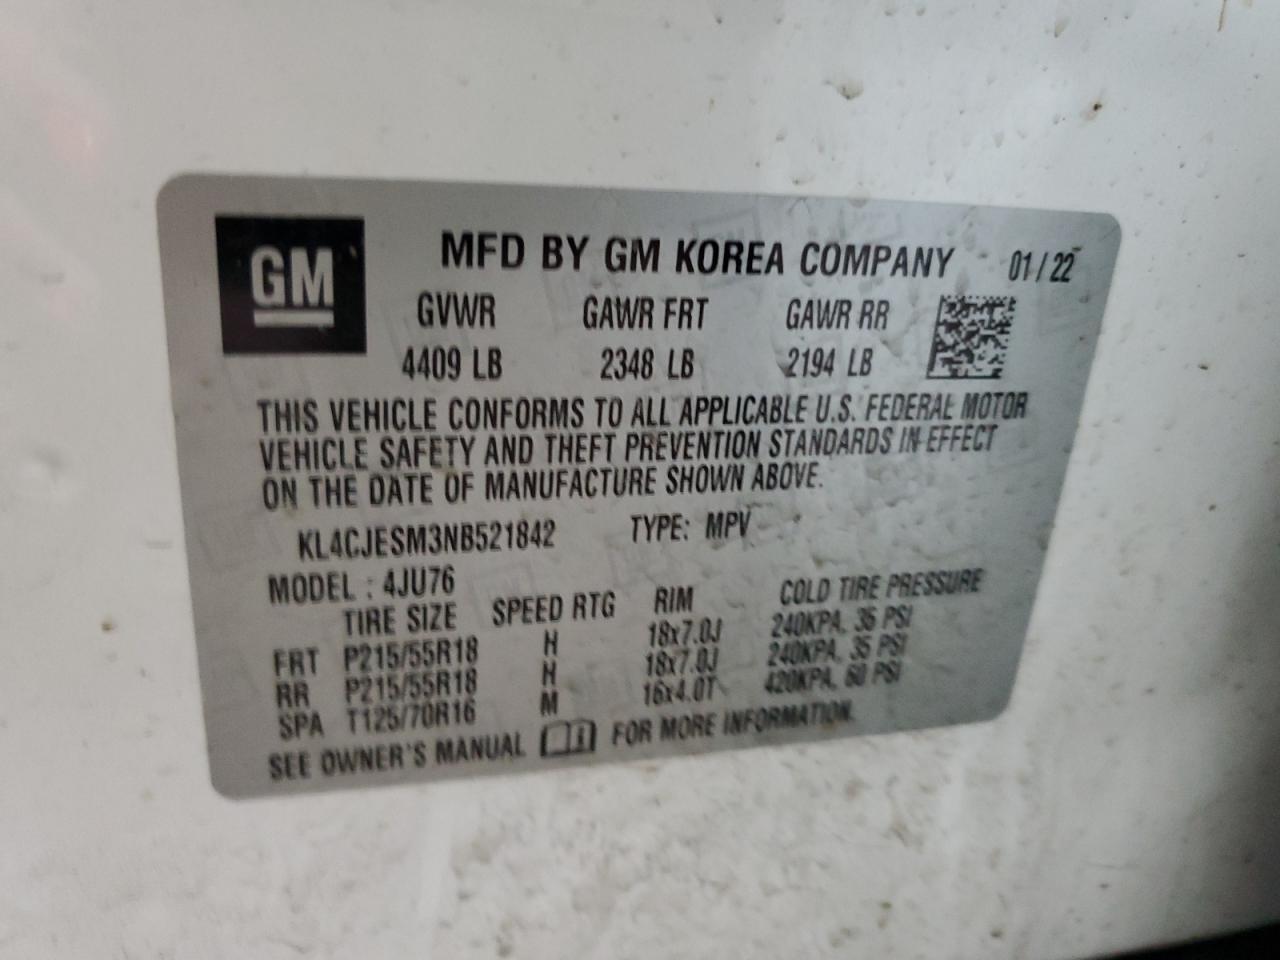 GM
MFD BY GM KOREA COMPANY 01/22
GVWR GAWR FRT GAWR RR
4409 LB 2348 LB 2194 LB
THIS VEHICLE CONFORMS TO ALL APPLICABLE U.S. FEDERAL MOTOR
VEHICLE SAFETY AND THEFT PREVENTION STANDARDS IN EFFECT
ON THE DATE OF MANUFACTURE SHOWN ABOVE.
KL4CJESM3NB521842 TYPE: MPV
MODEL : 4JU76
TIRE SIZE SPEED RTG RIM COLD TIRE PRESSURE
FRT P215/55R18 H 18x7.0J 240KPA, 35 PSI
RR P215/55R18 H 18x7.0J 240KPA, 35 PSI
SPA T125/70R16 M 16x4.0T 420KPA, 60 PSI
SEE OWNER'S MANUAL FOR MORE INFORMATION.